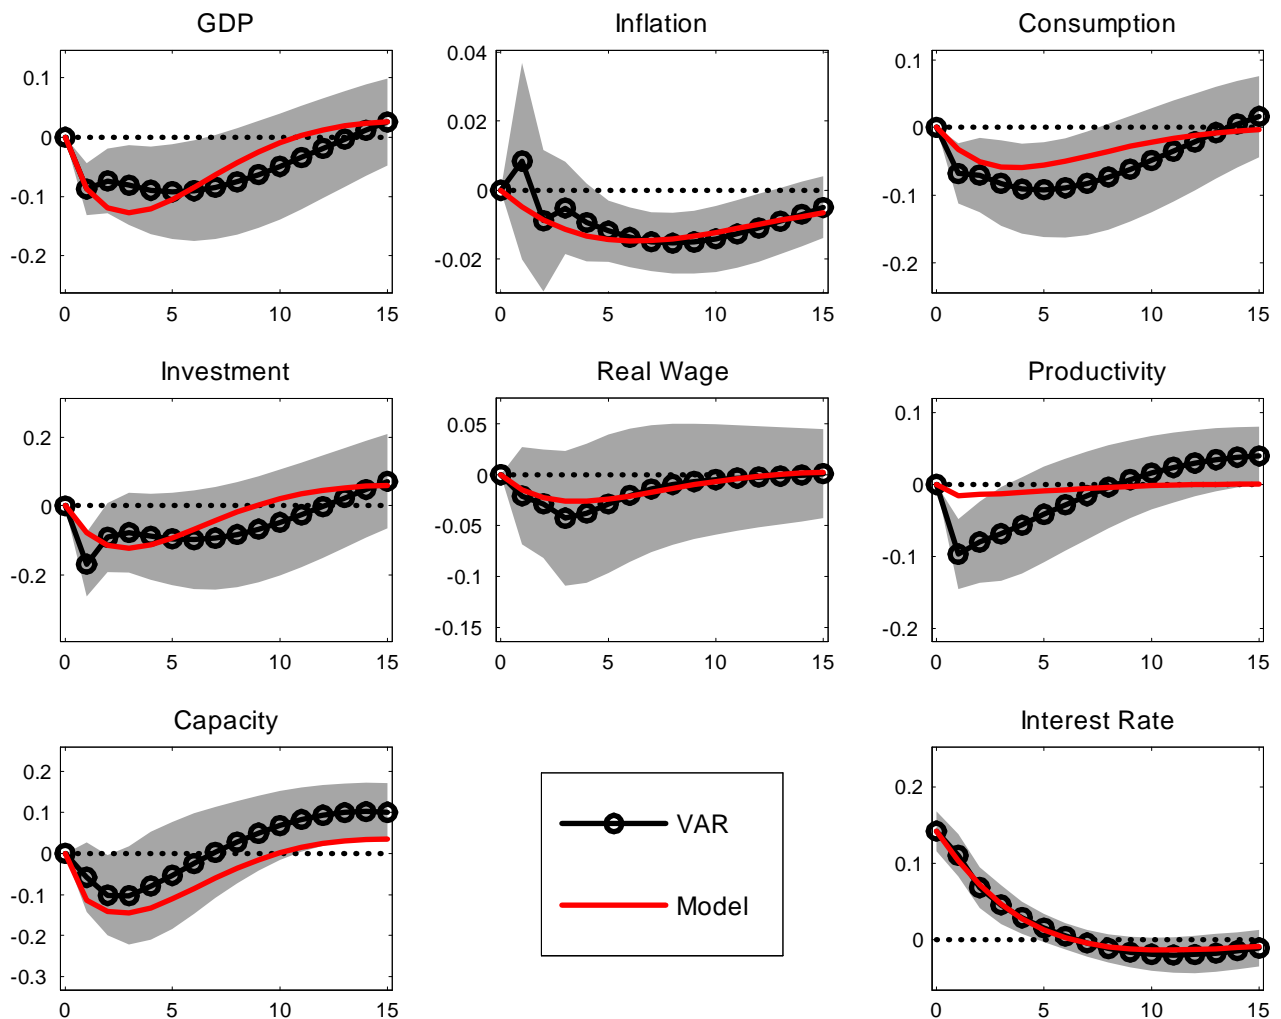 GDP
Inflation
Consumption
0.1
0
-0.1
-0.2
0 5 10 15
0.04
0.02
0
-0.02
0 5 10 15
0.1
0
-0.1
-0.2
0 5 10 15
Investment
Real Wage
Productivity
0.2
0
-0.2
0 5 10 15
0.05
0
-0.05
-0.1
-0.15
0 5 10 15
0.1
0
-0.1
-0.2
0 5 10 15
Capacity
Interest Rate
0.2
0.1
0
-0.1
-0.2
-0.3
0 5 10 15
VAR
Model
0.2
0.1
0
0 5 10 15